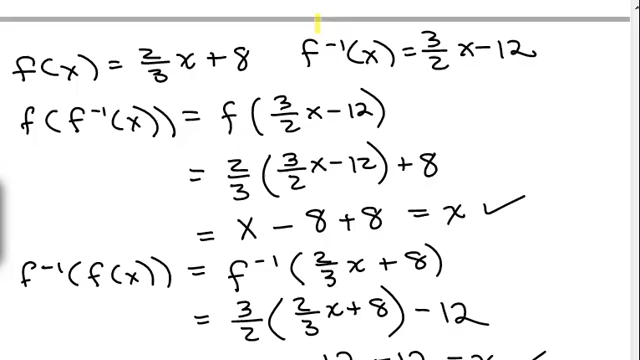 f(x) = 2/3 x + 8   f⁻¹(x) = 3/2 x - 12
f(f⁻¹(x)) = f(3/2 x - 12)
= 2/3 (3/2 x - 12) + 8
= x - 8 + 8 = x ✓
f⁻¹(f(x)) = f⁻¹(2/3 x + 8)
= 3/2 (2/3 x + 8) - 12